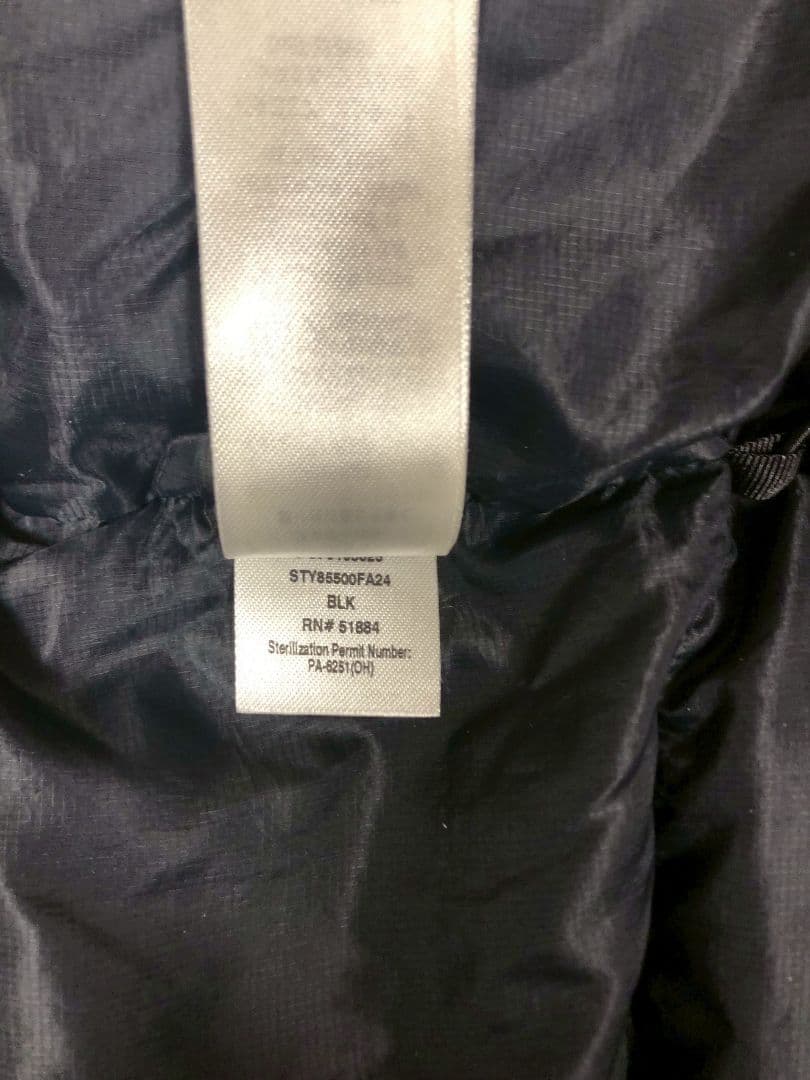 STY85500FA24
BLK
RN# 51884
Sterilization Permit Number:
PA-6251(OH)